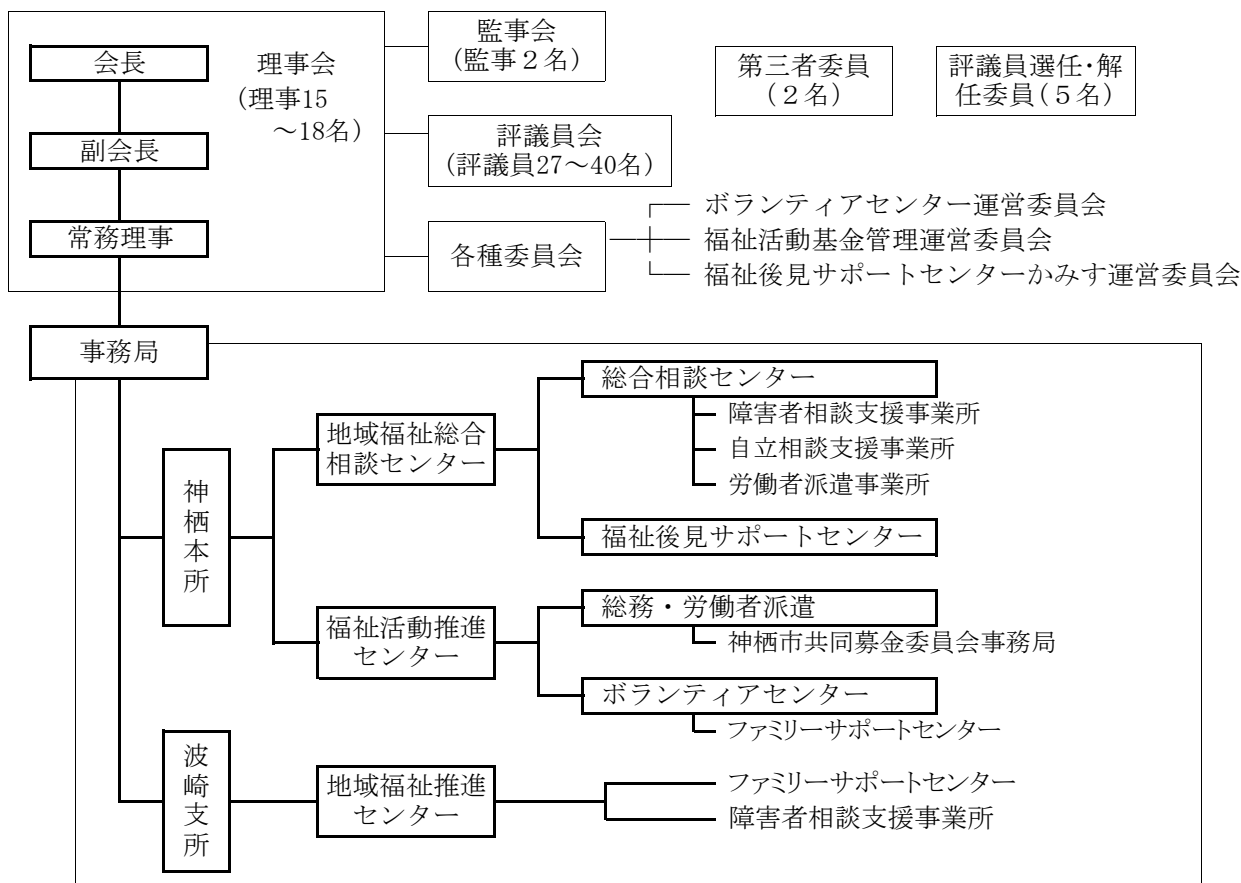 会長
副会長
常務理事
理事会
(理事15
～18名)
監事会
(監事２名)
評議員会
(評議員27～40名)
各種委員会
第三者委員
(２名)
評議員選任・解
任委員(５名)
ボランティアセンター運営委員会
福祉活動基金管理運営委員会
福祉後見サポートセンターかみす運営委員会
事務局
神栖本所
地域福祉総合
相談センター
総合相談センター
障害者相談支援事業所
自立相談支援事業所
労働者派遣事業所
福祉後見サポートセンター
福祉活動推進
センター
総務・労働者派遣
神栖市共同募金委員会事務局
ボランティアセンター
ファミリーサポートセンター
波崎支所
地域福祉推進
センター
ファミリーサポートセンター
障害者相談支援事業所